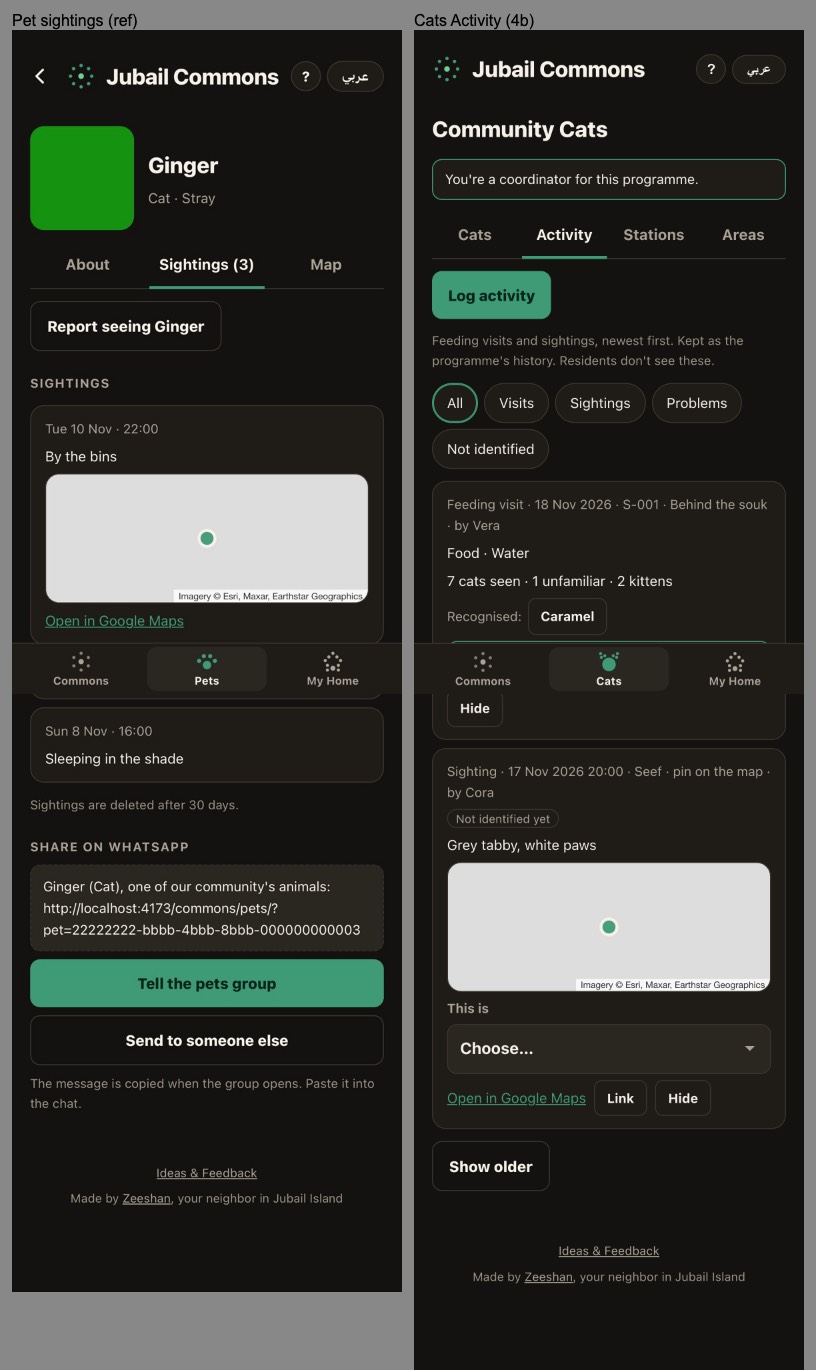 Pet sightings (ref)
Jubail Commons
?
عربي
Ginger
Cat · Stray
About
Sightings (3)
Map
Report seeing Ginger
SIGHTINGS
Tue 10 Nov · 22:00
By the bins
Imagery © Esri, Maxar, Earthstar Geographics
Open in Google Maps
Commons
Pets
My Home
Sun 8 Nov · 16:00
Sleeping in the shade
Sightings are deleted after 30 days.
SHARE ON WHATSAPP
Ginger (Cat), one of our community's animals:
http://localhost:4173/commons/pets/?
pet=22222222-bbbb-4bbb-8bbb-000000000003
Tell the pets group
Send to someone else
The message is copied when the group opens. Paste it into
the chat.
Ideas & Feedback
Made by Zeeshan, your neighbor in Jubail Island
Cats Activity (4b)
Jubail Commons
?
عربي
Community Cats
You're a coordinator for this programme.
Cats
Activity
Stations
Areas
Log activity
Feeding visits and sightings, newest first. Kept as the
programme's history. Residents don't see these.
All
Visits
Sightings
Problems
Not identified
Feeding visit · 18 Nov 2026 · S-001 · Behind the souk
· by Vera
Food · Water
7 cats seen · 1 unfamiliar · 2 kittens
Recognised:
Caramel
Commons
Cats
My Home
Hide
Sighting · 17 Nov 2026 20:00 · Seef · pin on the map ·
by Cora
Not identified yet
Grey tabby, white paws
Imagery © Esri, Maxar, Earthstar Geographics
This is
Choose...
Open in Google Maps
Link
Hide
Show older
Ideas & Feedback
Made by Zeeshan, your neighbor in Jubail Island